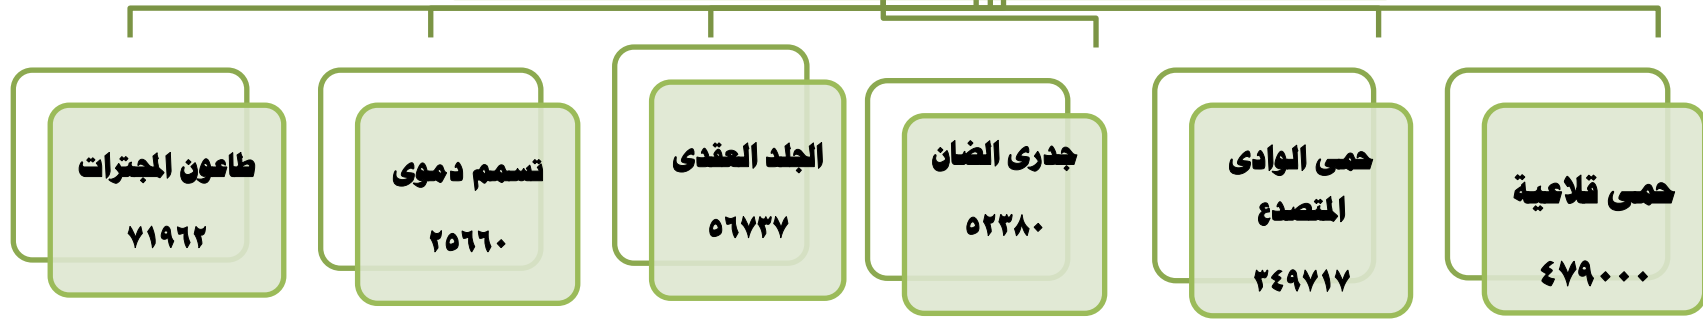 حمى قلاعية
٤٧٩٠٠٠
حمى الوادى
المتصدع
٣٤٩٧١٧
جدرى الضان
٥٢٣٨٠
الجلد العقدى
٥٦٧٣٧
تسمم دموى
٢٥٦٦٠
طاعون المجترات
٧١٩٦٢